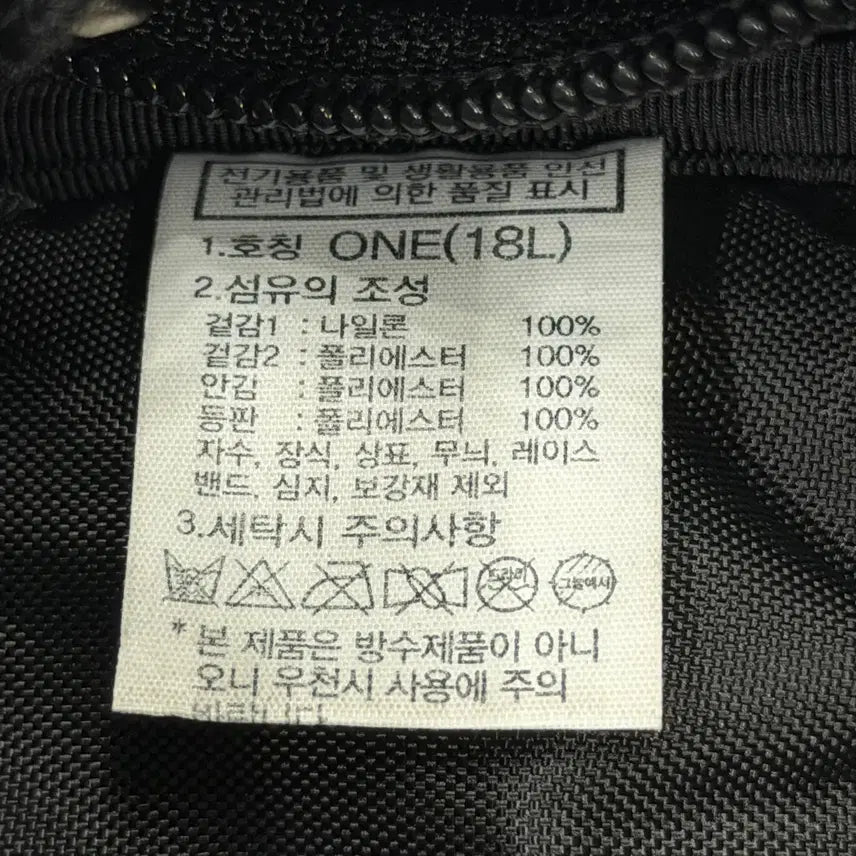 전기용품 및 생활용품 안전
관리법에 의한 품질 표시
1.호칭 ONE(18L)
2.섬유의 조성
겉감1 : 나일론 100%
겉감2 : 폴리에스터 100%
안감 : 폴리에스터 100%
등판 : 폴리에스터 100%
자수, 장식, 상표, 무늬, 레이스
밴드, 심지, 보강재 제외
3.세탁시 주의사항
드라이 그늘에서
* 본 제품은 방수제품이 아니
오니 우천시 사용에 주의
바랍니다